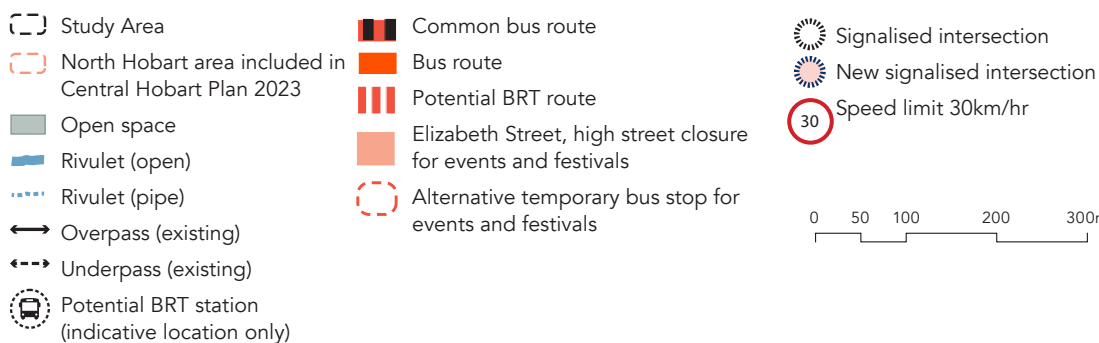 Study Area
North Hobart area included in
Central Hobart Plan 2023
Open space
Rivulet (open)
Rivulet (pipe)
Overpass (existing)
Underpass (existing)
Potential BRT station
(indicative location only)
Common bus route
Bus route
Potential BRT route
Elizabeth Street, high street closure
for events and festivals
Alternative temporary bus stop for
events and festivals
Signalised intersection
New signalised intersection
30 Speed limit 30km/hr
0 50 100 200 300